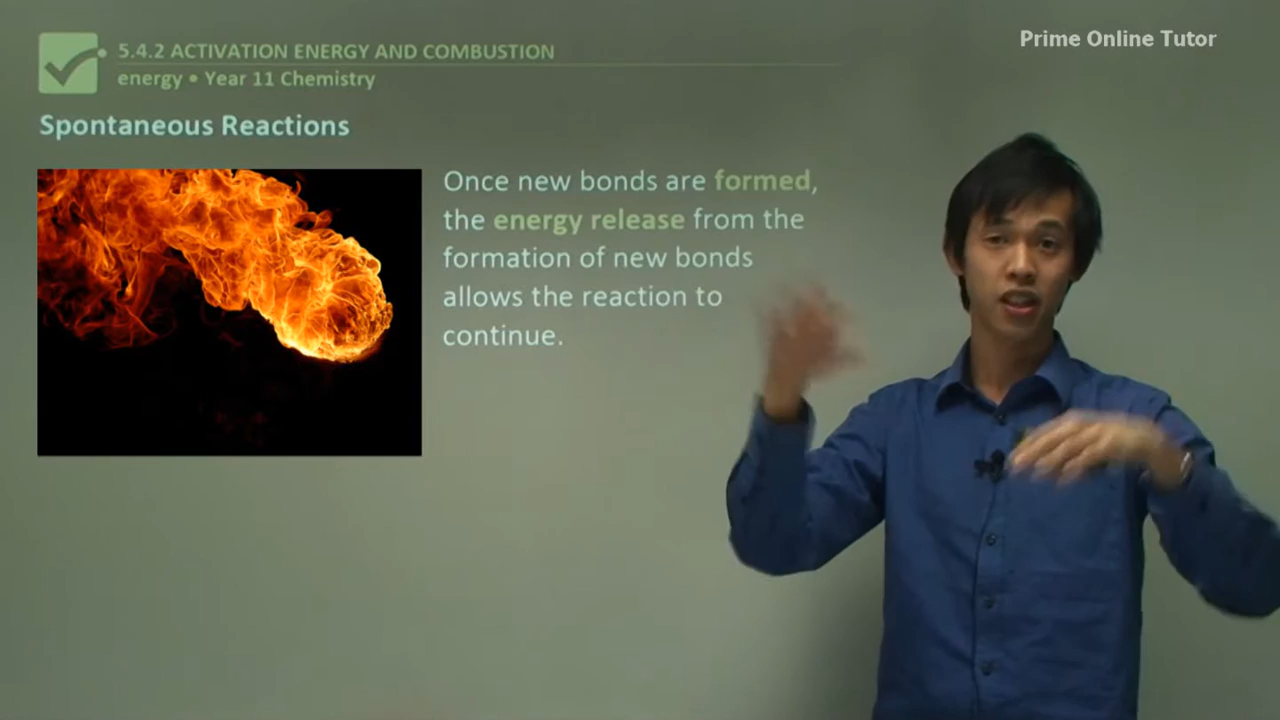 5.4.2 ACTIVATION ENERGY AND COMBUSTION
energy • Year 11 Chemistry
Prime Online Tutor
Spontaneous Reactions
Once new bonds are formed,
the energy release from the
formation of new bonds
allows the reaction to
continue.